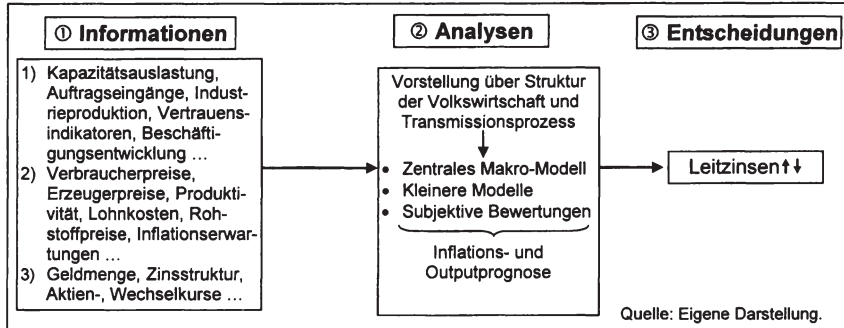 ① Informationen
1) Kapazitätsauslastung,
Auftragseingänge, Indust-
rieproduktion, Vertrauens-
indikatoren, Beschäfti-
gungsentwicklung ...
2) Verbraucherpreise,
Erzeugerpreise, Produkti-
vität, Lohnkosten, Roh-
stoffpreise, Inflationserwar-
tungen ...
3) Geldmenge, Zinsstruktur,
Aktien-, Wechselkurse ...
② Analysen
Vorstellung über Struktur
der Volkswirtschaft und
Transmissionsprozess
• Zentrales Makro-Modell
• Kleinere Modelle
• Subjektive Bewertungen
Inflations- und
Outputprognose
③ Entscheidungen
Leitzinsen↑↓
Quelle: Eigene Darstellung.